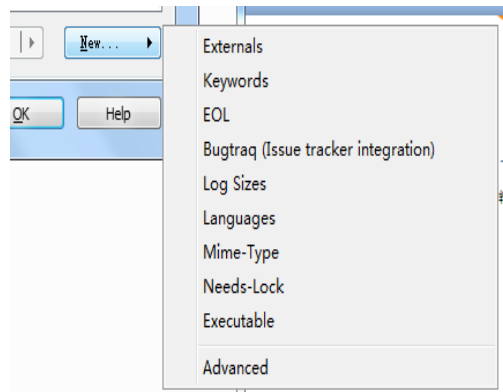 New...
Externals
Keywords
OK
Help
EOL
Bugtraq (Issue tracker integration)
Log Sizes
Languages
Mime-Type
Needs-Lock
Executable
Advanced